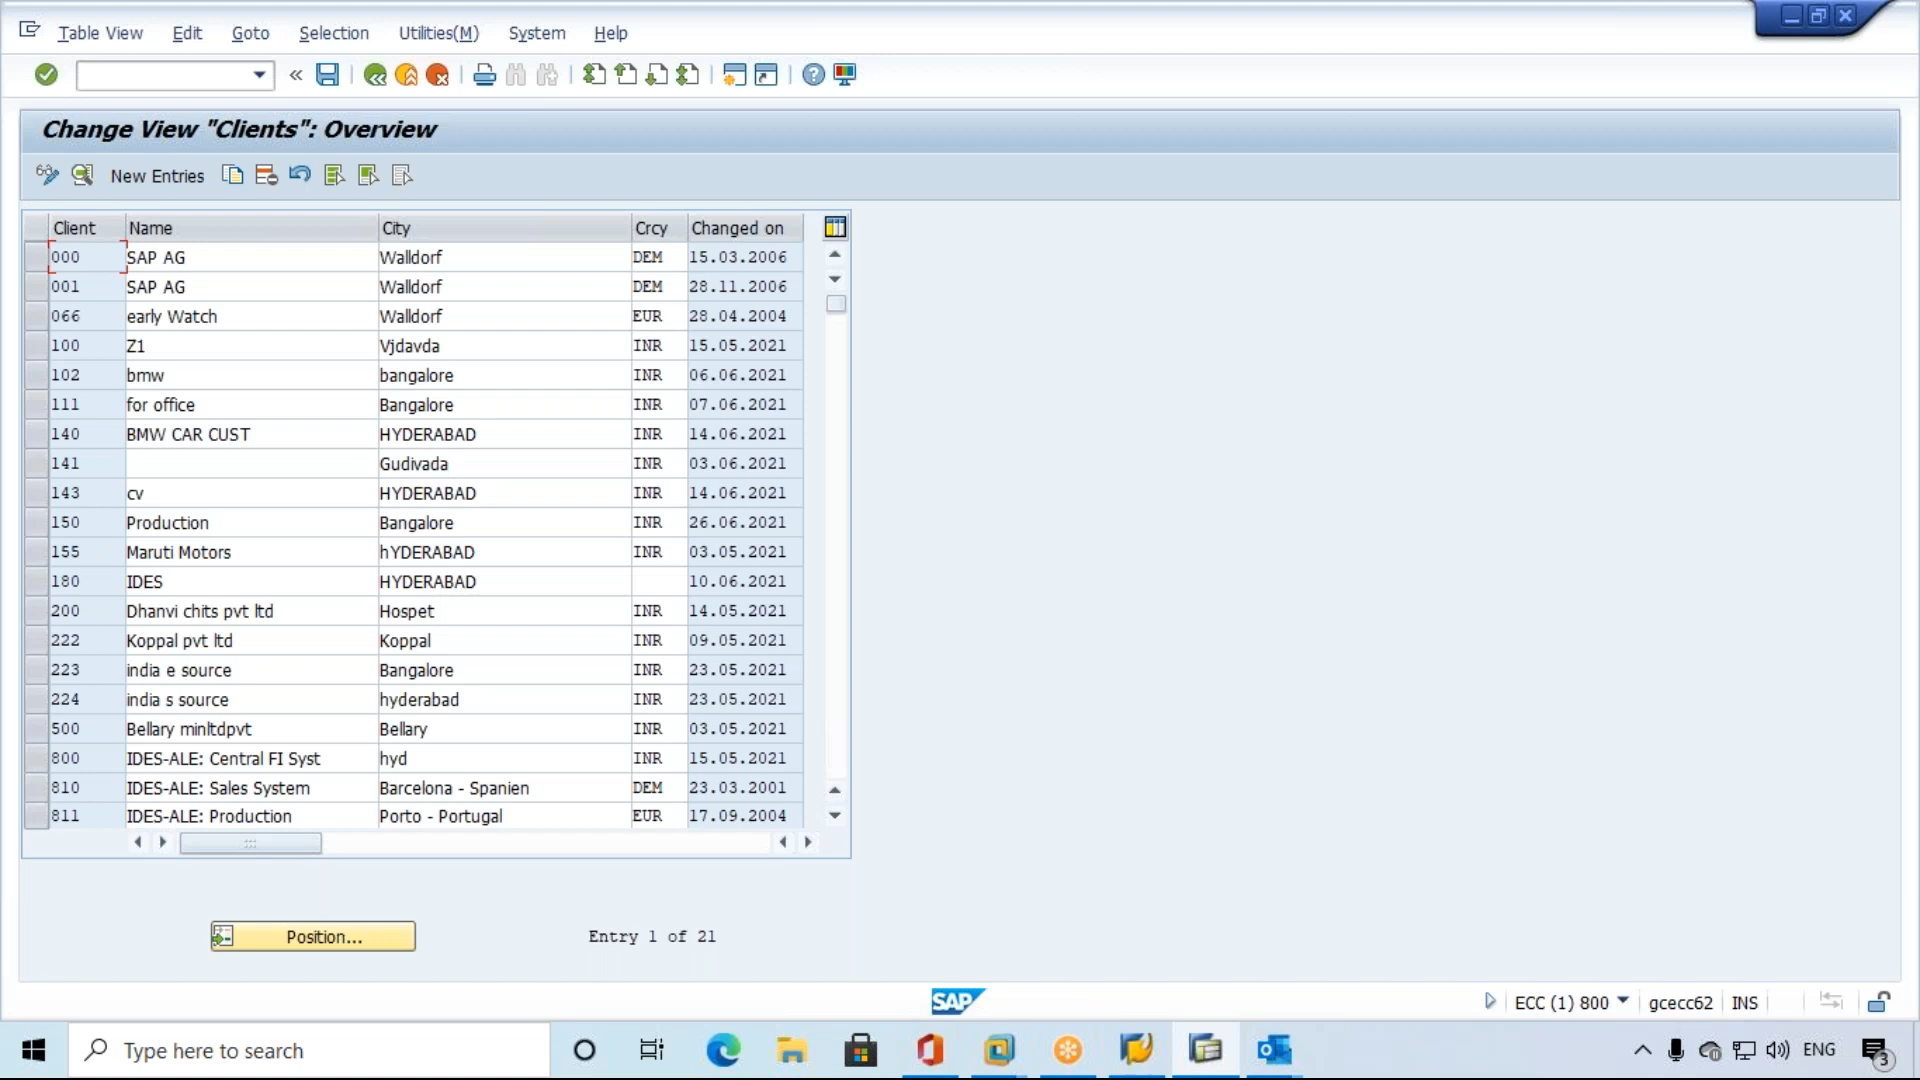 Table View Edit Goto Selection Utilities(M) System Help
Change View "Clients": Overview
New Entries
Client Name City Crcy Changed on
000 SAP AG Walldorf DEM 15.03.2006
001 SAP AG Walldorf DEM 28.11.2006
066 early Watch Walldorf EUR 28.04.2004
100 Z1 Vjdavda INR 15.05.2021
102 bmw bangalore INR 06.06.2021
111 for office Bangalore INR 07.06.2021
140 BMW CAR CUST HYDERABAD INR 14.06.2021
141 Gudivada INR 03.06.2021
143 cv HYDERABAD INR 14.06.2021
150 Production Bangalore INR 26.06.2021
155 Maruti Motors hYDERABAD INR 03.05.2021
180 IDES HYDERABAD 10.06.2021
200 Dhanvi chits pvt ltd Hospet INR 14.05.2021
222 Koppal pvt ltd Koppal INR 09.05.2021
223 india e source Bangalore INR 23.05.2021
224 india s source hyderabad INR 23.05.2021
500 Bellary minltdpvt Bellary INR 03.05.2021
800 IDES-ALE: Central FI Syst hyd INR 15.05.2021
810 IDES-ALE: Sales System Barcelona - Spanien DEM 23.03.2001
811 IDES-ALE: Production Porto - Portugal EUR 17.09.2004
Position... Entry 1 of 21
SAP ECC (1) 800 gcecc62 INS
Type here to search ENG 3